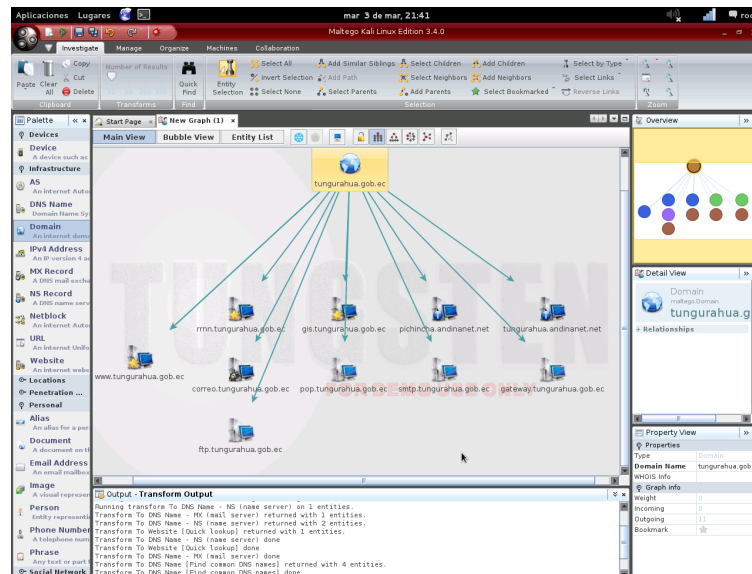 Aplicaciones Lugares
mar 3 de mar, 21:41
Maltego Kali Linux Edition 3.4.0
Investigate Manage Organize Machines Collaboration
Paste
Clear All
Copy
Cut
Delete
Clipboard
Number of Results
Transforms
Quick Find
Find
Entity Selection
Select All
Invert Selection
Select None
Add Similar Siblings
Add Path
Select Parents
Select Children
Select Neighbors
Add Parents
Add Children
Add Neighbors
Select Bookmarked
Select by Type
Select Links
Reverse Links
Selection
Zoom
Palette
Devices
Device
A device such as
Infrastructure
AS
An internet Auto
DNS Name
Domain Name Sy
Domain
An internet dom
IPv4 Address
An IP version 4 a
MX Record
A DNS mail excha
NS Record
A DNS name serv
Netblock
An internet Auto
URL
An internet Unifo
Website
An internet webs
Locations
Penetration ...
Personal
Alias
An alias for a per
Document
A document on t
Email Address
An email mailbox
Image
A visual represen
Person
Entity representi
Phone Number
A telephone num
Phrase
Any text or part t
Social Network
Start Page
New Graph (1)
Main View Bubble View Entity List
TUNGSTEN
tungurahua.gob.ec
rrnn.tungurahua.gob.ec
gis.tungurahua.gob.ec
pichincha.andinanet.net
tungurahua.andinanet.net
www.tungurahua.gob.ec
correo.tungurahua.gob.ec
pop.tungurahua.gob.ec
smtp.tungurahua.gob.ec
gateway.tungurahua.gob.ec
ftp.tungurahua.gob.ec
Output - Transform Output
Running transform To DNS Name - NS (name server) on 1 entities.
Transform To DNS Name - MX (mail server) returned with 1 entities.
Transform To DNS Name - NS (name server) returned with 2 entities.
Transform To Website [Quick lookup] returned with 1 entities.
Transform To DNS Name - NS (name server) done
Transform To Website [Quick lookup] done
Transform To DNS Name - MX (mail server) done
Transform To DNS Name [Find common DNS names] returned with 4 entities.
Transform To DNS Name [Find common DNS names] done
Overview
Detail View
Domain
maltego.Domain
tungurahua.g
Relationships
Property View
Properties
Type Domain
Domain Name tungurahua.gob
WHOIS Info
Graph info
Weight 0
Incoming 0
Outgoing 11
Bookmark